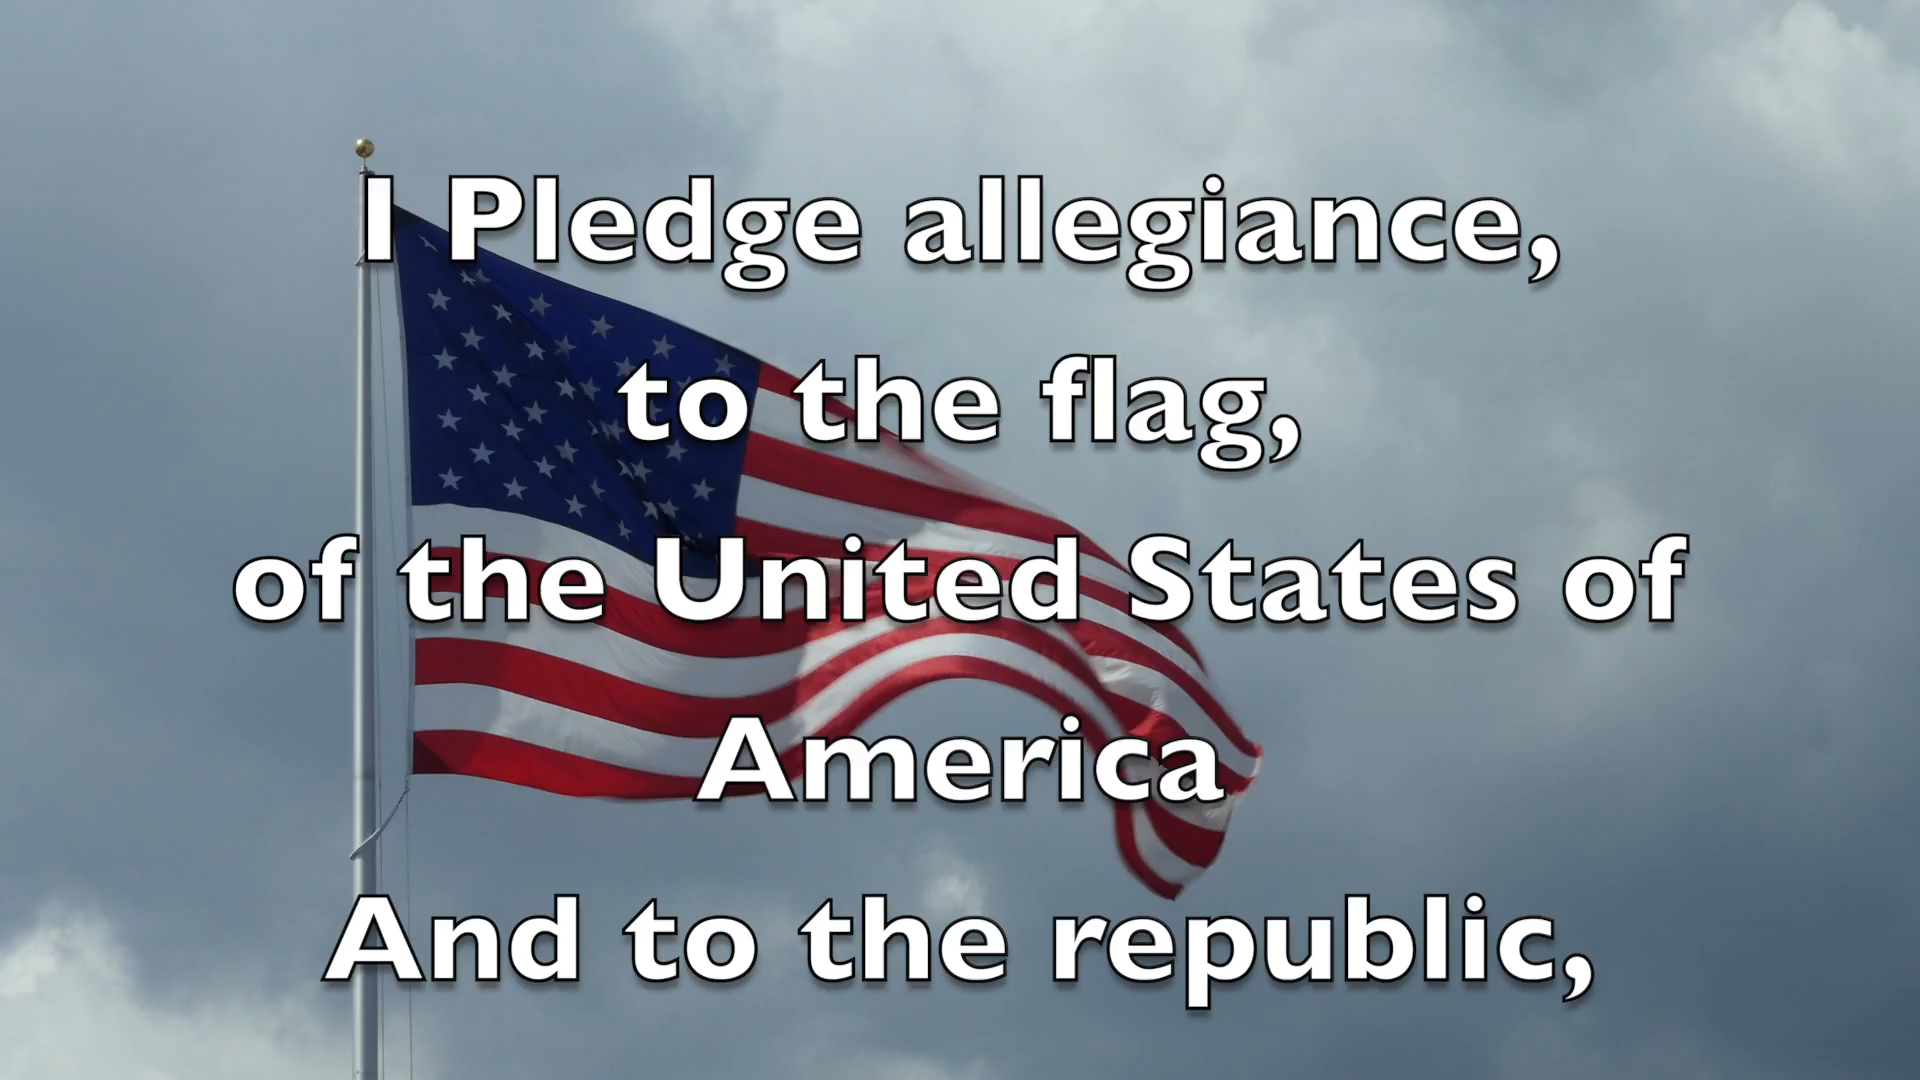 I Pledge allegiance,
to the flag,
of the United States of
America
And to the republic,